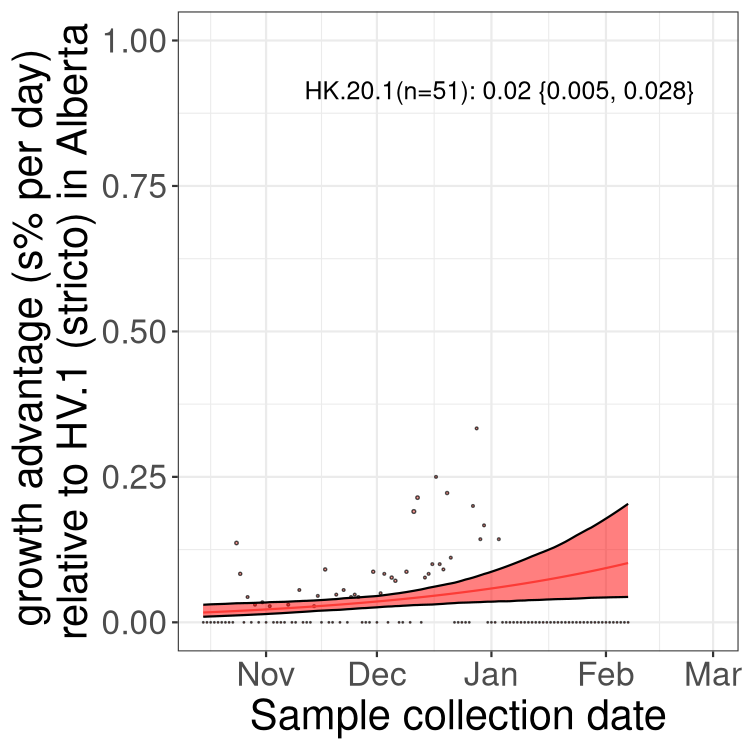 growth advantage (s% per day)
relative to HV.1 (stricto) in Alberta
1.00
0.75
0.50
0.25
0.00
HK.20.1(n=51): 0.02 {0.005, 0.028}
Nov Dec Jan Feb Mar
Sample collection date